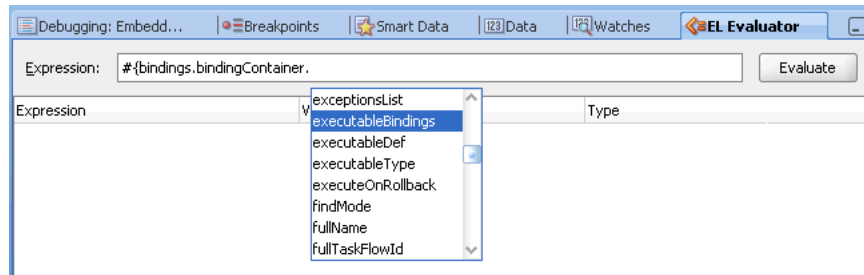 Debugging: Embedd... Breakpoints Smart Data 123 Data Watches EL Evaluator
Expression: #{bindings.bindingContainer. Evaluate
Expression V Type
exceptionsList
executableBindings
executableDef
executableType
executeOnRollback
findMode
fullName
fullTaskFlowId